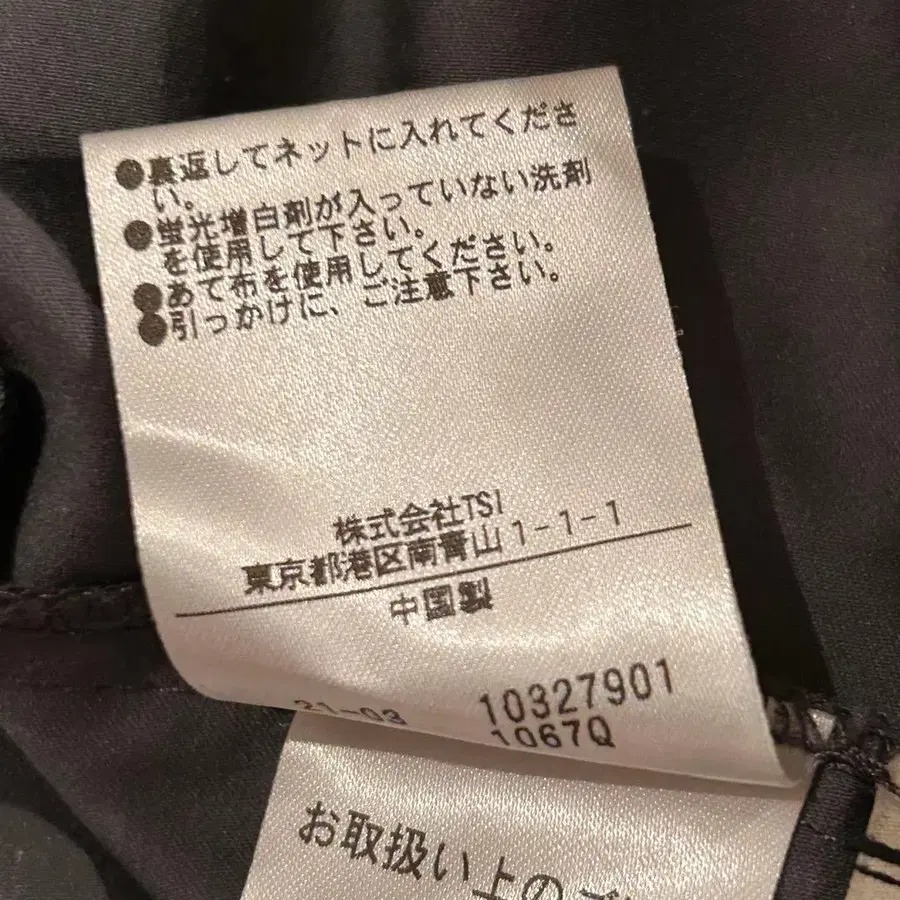 ●裏返してネットに入れてくださ
い。
●蛍光増白剤が入っていない洗剤
を使用して下さい。
●あて布を使用してください。
●引っかけに、ご注意下さい。
株式会社TSI
東京都港区南青山1-1-1
中国製
21-03 10327901
1067Q
お取扱い上のご